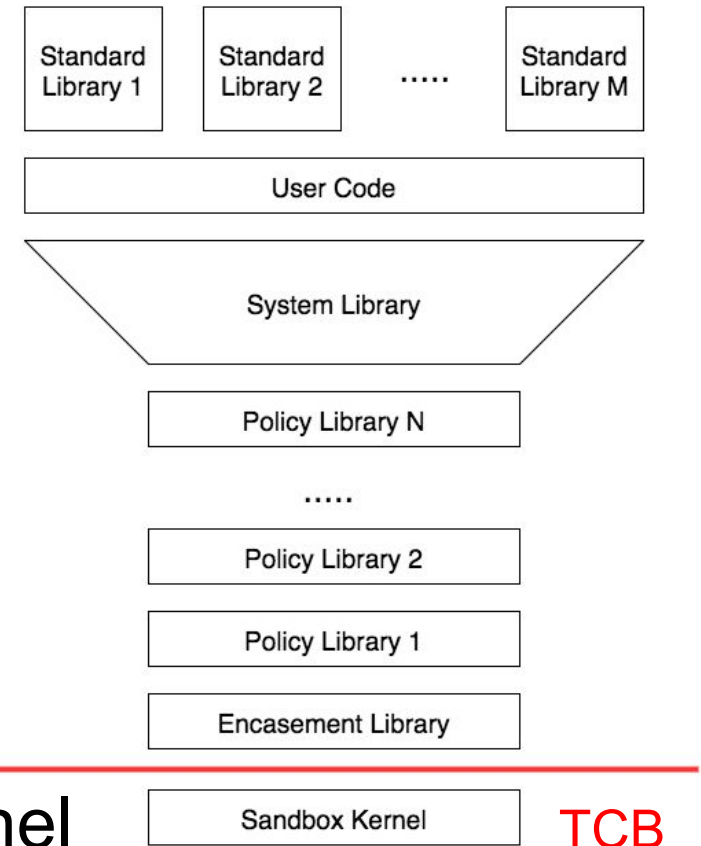 Standard
Library 1
Standard
Library 2
.....
Standard
Library M
User Code
System Library
Policy Library N
.....
Policy Library 2
Policy Library 1
Encasement Library
nel
Sandbox Kernel
TCB